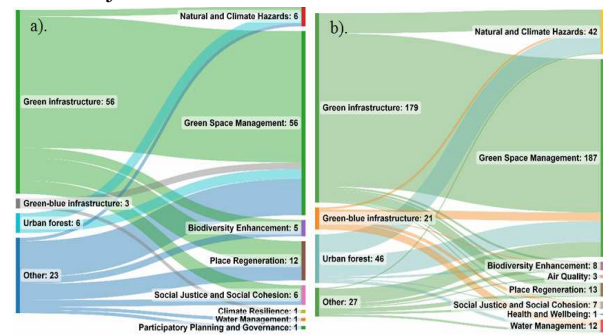 a).
Natural and Climate Hazards: 6
Green infrastructure: 56
Green Space Management: 56
Green-blue infrastructure: 3
Urban forest: 6
Biodiversity Enhancement: 5
Other: 23
Place Regeneration: 12
Social Justice and Social Cohesion: 6
Climate Resilience: 1
Water Management: 1
Participatory Planning and Governance: 1
b).
Natural and Climate Hazards: 42
Green infrastructure: 179
Green Space Management: 187
Green-blue infrastructure: 21
Urban forest: 46
Biodiversity Enhancement: 8
Air Quality: 3
Place Regeneration: 13
Other: 27
Social Justice and Social Cohesion: 7
Health and Wellbeing: 1
Water Management: 12